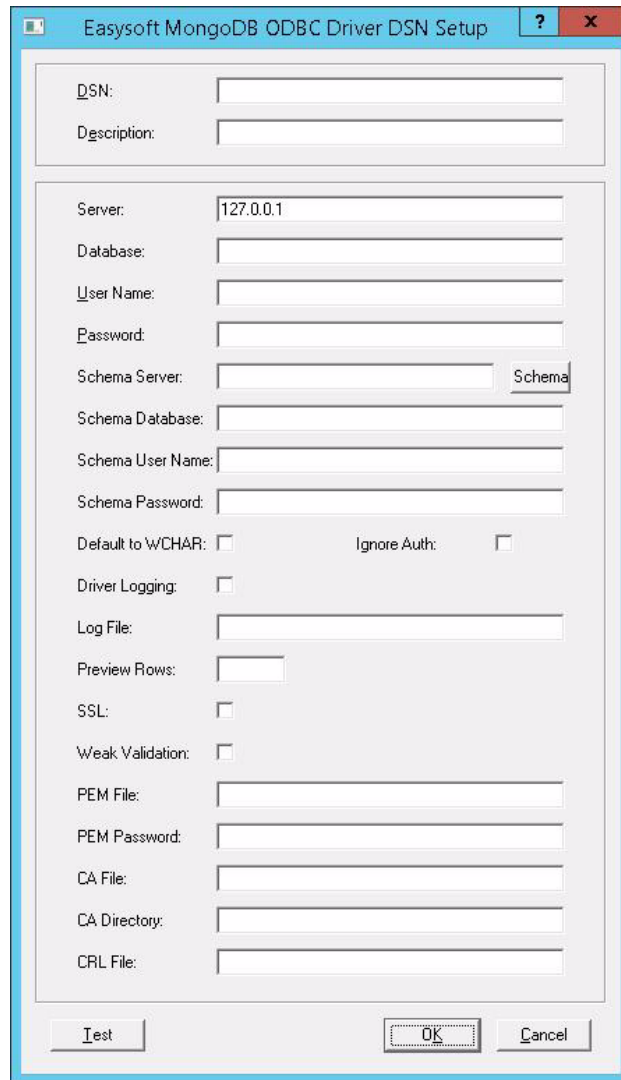 Easysoft MongoDB ODBC Driver DSN Setup ? x
DSN:
Description:
Server: 127.0.0.1
Database:
User Name:
Password:
Schema Server: Schema
Schema Database:
Schema User Name:
Schema Password:
Default to WCHAR: Ignore Auth:
Driver Logging:
Log File:
Preview Rows:
SSL:
Weak Validation:
PEM File:
PEM Password:
CA File:
CA Directory:
CRL File:
Test OK Cancel